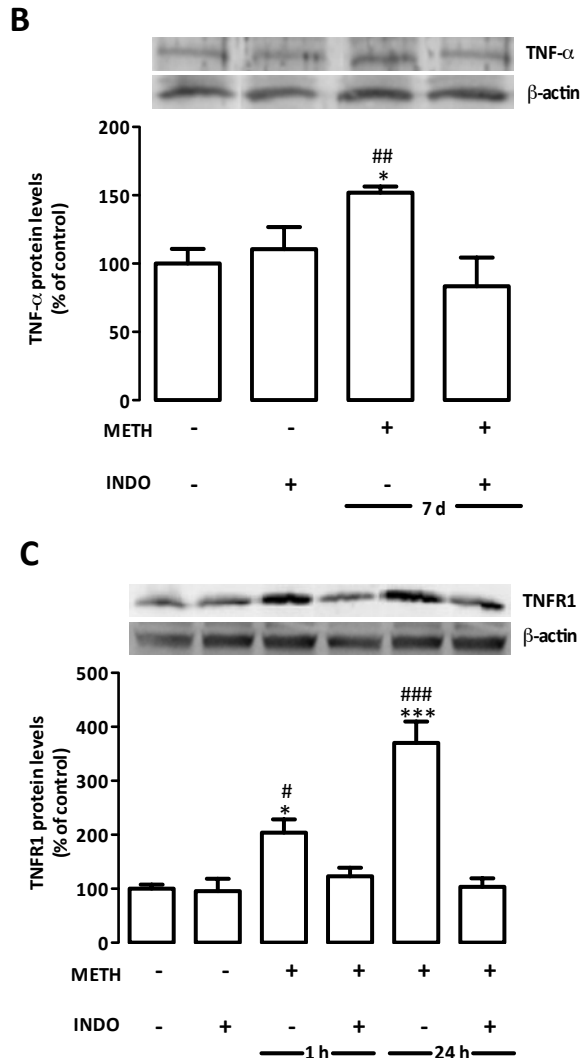 B
TNF-α
β-actin
TNF-α protein levels
(% of control)
200
150
100
50
0
##
*
METH - - + +
INDO - + - +
7 d
C
TNFR1
β-actin
TNFR1 protein levels
(% of control)
500
400
300
200
100
0
#
*
###
***
METH - - + + + +
INDO - + - + - +
1 h 24 h